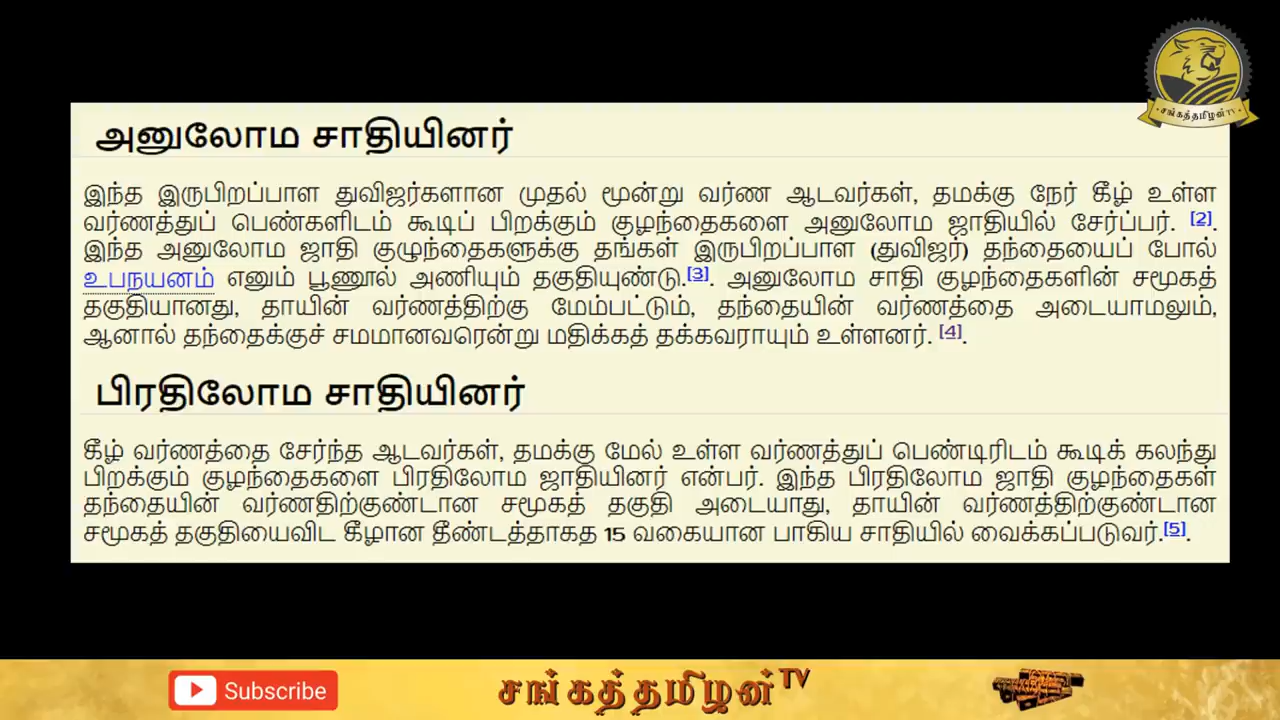 சங்கத்தமிழன்TV
அனுலோம சாதியினர்
இந்த இருபிறப்பாள துவிஜர்களான முதல் மூன்று வர்ண ஆடவர்கள், தமக்கு நேர் கீழ் உள்ள
வர்ணத்துப் பெண்களிடம் கூடிப் பிறக்கும் குழந்தைகளை அனுலோம ஜாதியில் சேர்ப்பர். [2].
இந்த அனுலோம ஜாதி குழுந்தைகளுக்கு தங்கள் இருபிறப்பாள (துவிஜர்) தந்தையைப் போல்
உபநயனம் எனும் பூணூல் அணியும் தகுதியுண்டு.[3]. அனுலோம சாதி குழந்தைகளின் சமூகத்
தகுதியானது, தாயின் வர்ணத்திற்கு மேம்பட்டும், தந்தையின் வர்ணத்தை அடையாமலும்,
ஆனால் தந்தைக்குச் சமமானவரென்று மதிக்கத் தக்கவராயும் உள்ளனர். [4].
பிரதிலோம சாதியினர்
கீழ் வர்ணத்தை சேர்ந்த ஆடவர்கள், தமக்கு மேல் உள்ள வர்ணத்துப் பெண்டிரிடம் கூடிக் கலந்து
பிறக்கும் குழந்தைகளை பிரதிலோம ஜாதியினர் என்பர். இந்த பிரதிலோம ஜாதி குழந்தைகள்
தந்தையின் வர்ணதிற்குண்டான சமூகத் தகுதி அடையாது, தாயின் வர்ணத்திற்குண்டான
சமூகத் தகுதியைவிட கீழான தீண்டத்தாகத 15 வகையான பாகிய சாதியில் வைக்கப்படுவர்.[5].
Subscribe
சங்கத்தமிழன்TV